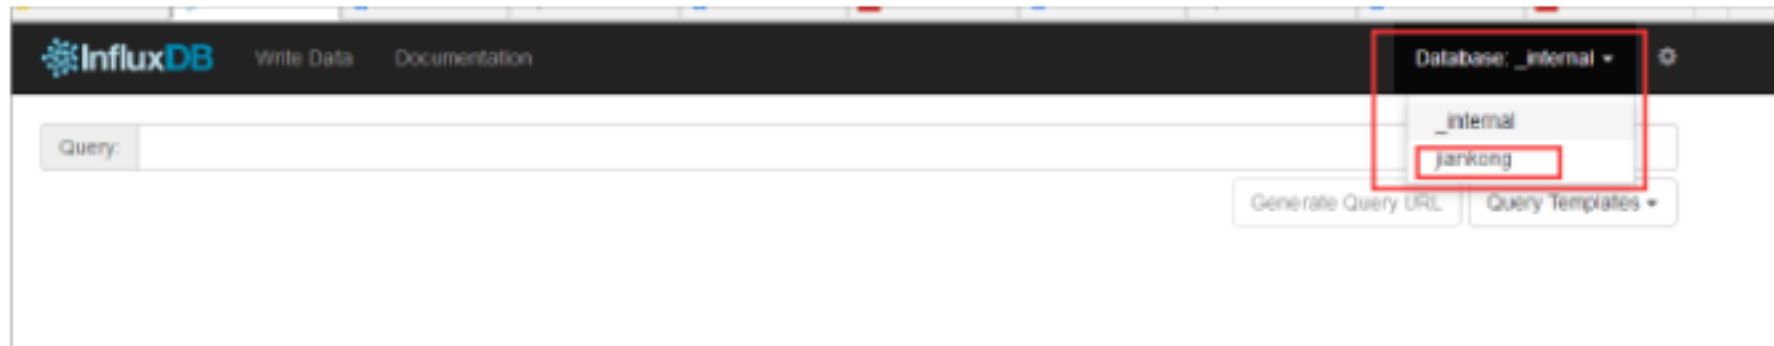 InfluxDB Write Data Documentation Database: _internal
_internal
Query:
jiankong
Generate Query URL Query Templates